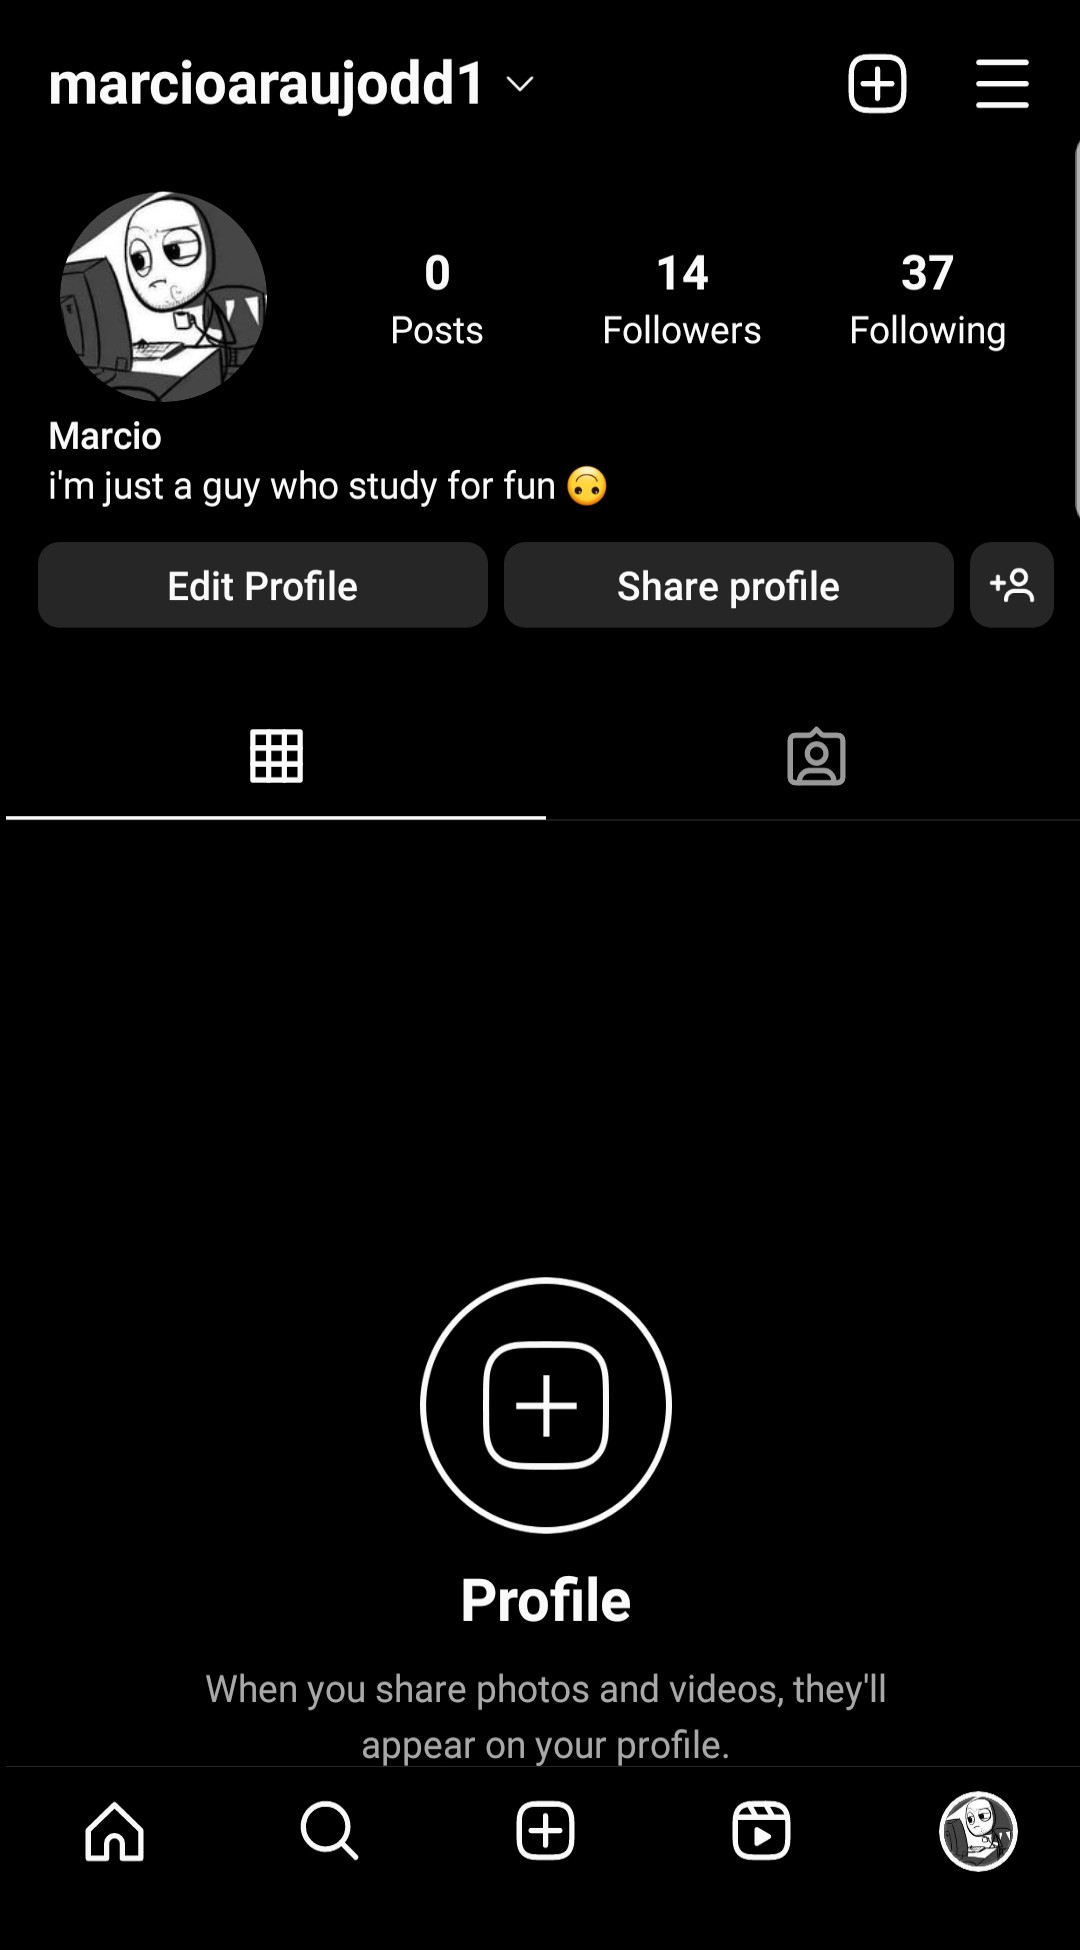 marcioaraujodd1
0 14 37
Posts Followers Following
Marcio
i'm just a guy who study for fun 🙃
Edit Profile Share profile
Profile
When you share photos and videos, they'll
appear on your profile.